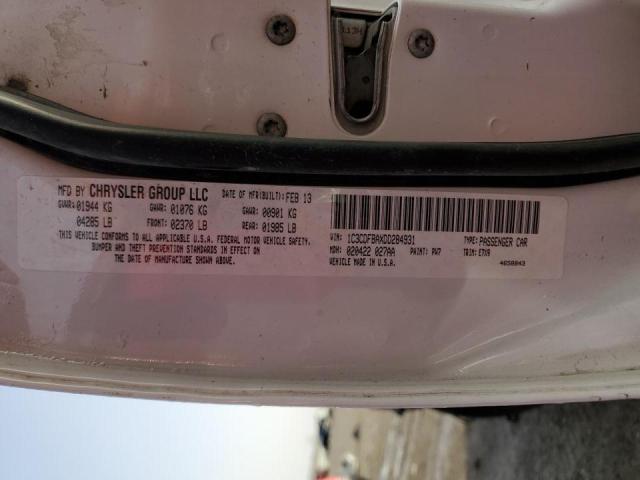 MFD BY CHRYSLER GROUP LLC DATE OF MFR(BUILT): FEB 13
GVWR: 01944 KG GAWR: 01076 KG GAWR: 00901 KG
04285 LB FRONT: 02370 LB REAR: 01985 LB
THIS VEHICLE CONFORMS TO ALL APPLICABLE U.S.A. FEDERAL MOTOR VEHICLE SAFETY,
BUMPER AND THEFT PREVENTION STANDARDS IN EFFECT ON
THE DATE OF MANUFACTURE SHOWN ABOVE.
VIN: 1C3CDFBAXDD284931 TYPE: PASSENGER CAR
MDH: 020422 027AA PAINT: PW7 TRIM: E7X9
VEHICLE MADE IN U.S.A. 4658843